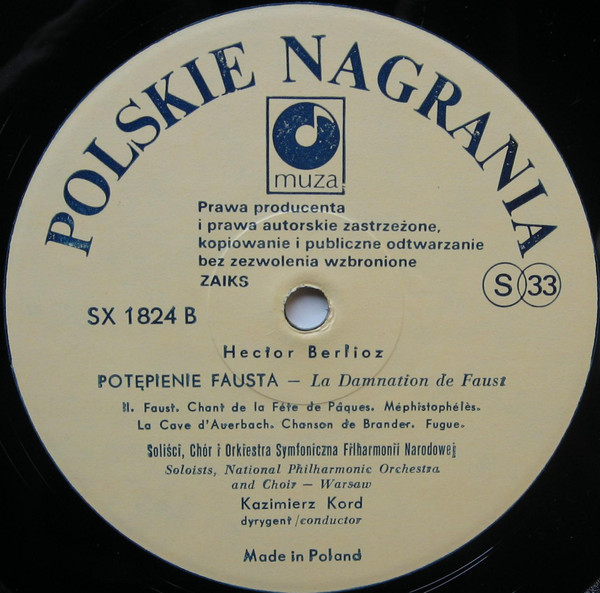 POLSKIE NAGRANIA
muza
Prawa producenta
i prawa autorskie zastrzeżone,
kopiowanie i publiczne odtwarzanie
bez zezwolenia wzbronione
ZAIKS
S 33
SX 1824 B
Hector Berlioz
POTĘPIENIE FAUSTA — La Damnation de Faust
II. Faust. Chant de la Féte de Pâques. Méphistophélès.
La Cave d'Auerbach. Chanson de Brander. Fugue.
Soliści, Chór i Orkiestra Symfoniczna Filharmonii Narodowej
Soloists, National Philharmonic Orchestra
and Choir — Warsaw
Kazimierz Kord
dyrygent/conductor
Made in Poland